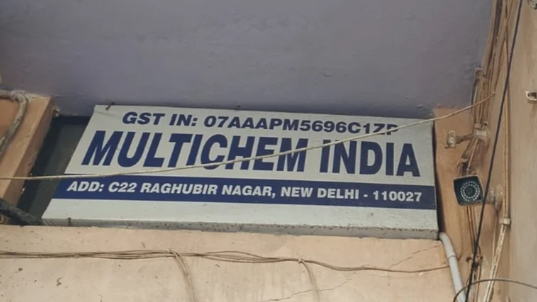 GST IN: 07AAAPM5696C1ZP
MULTICHEM INDIA
ADD: C22 RAGHUBIR NAGAR, NEW DELHI - 110027